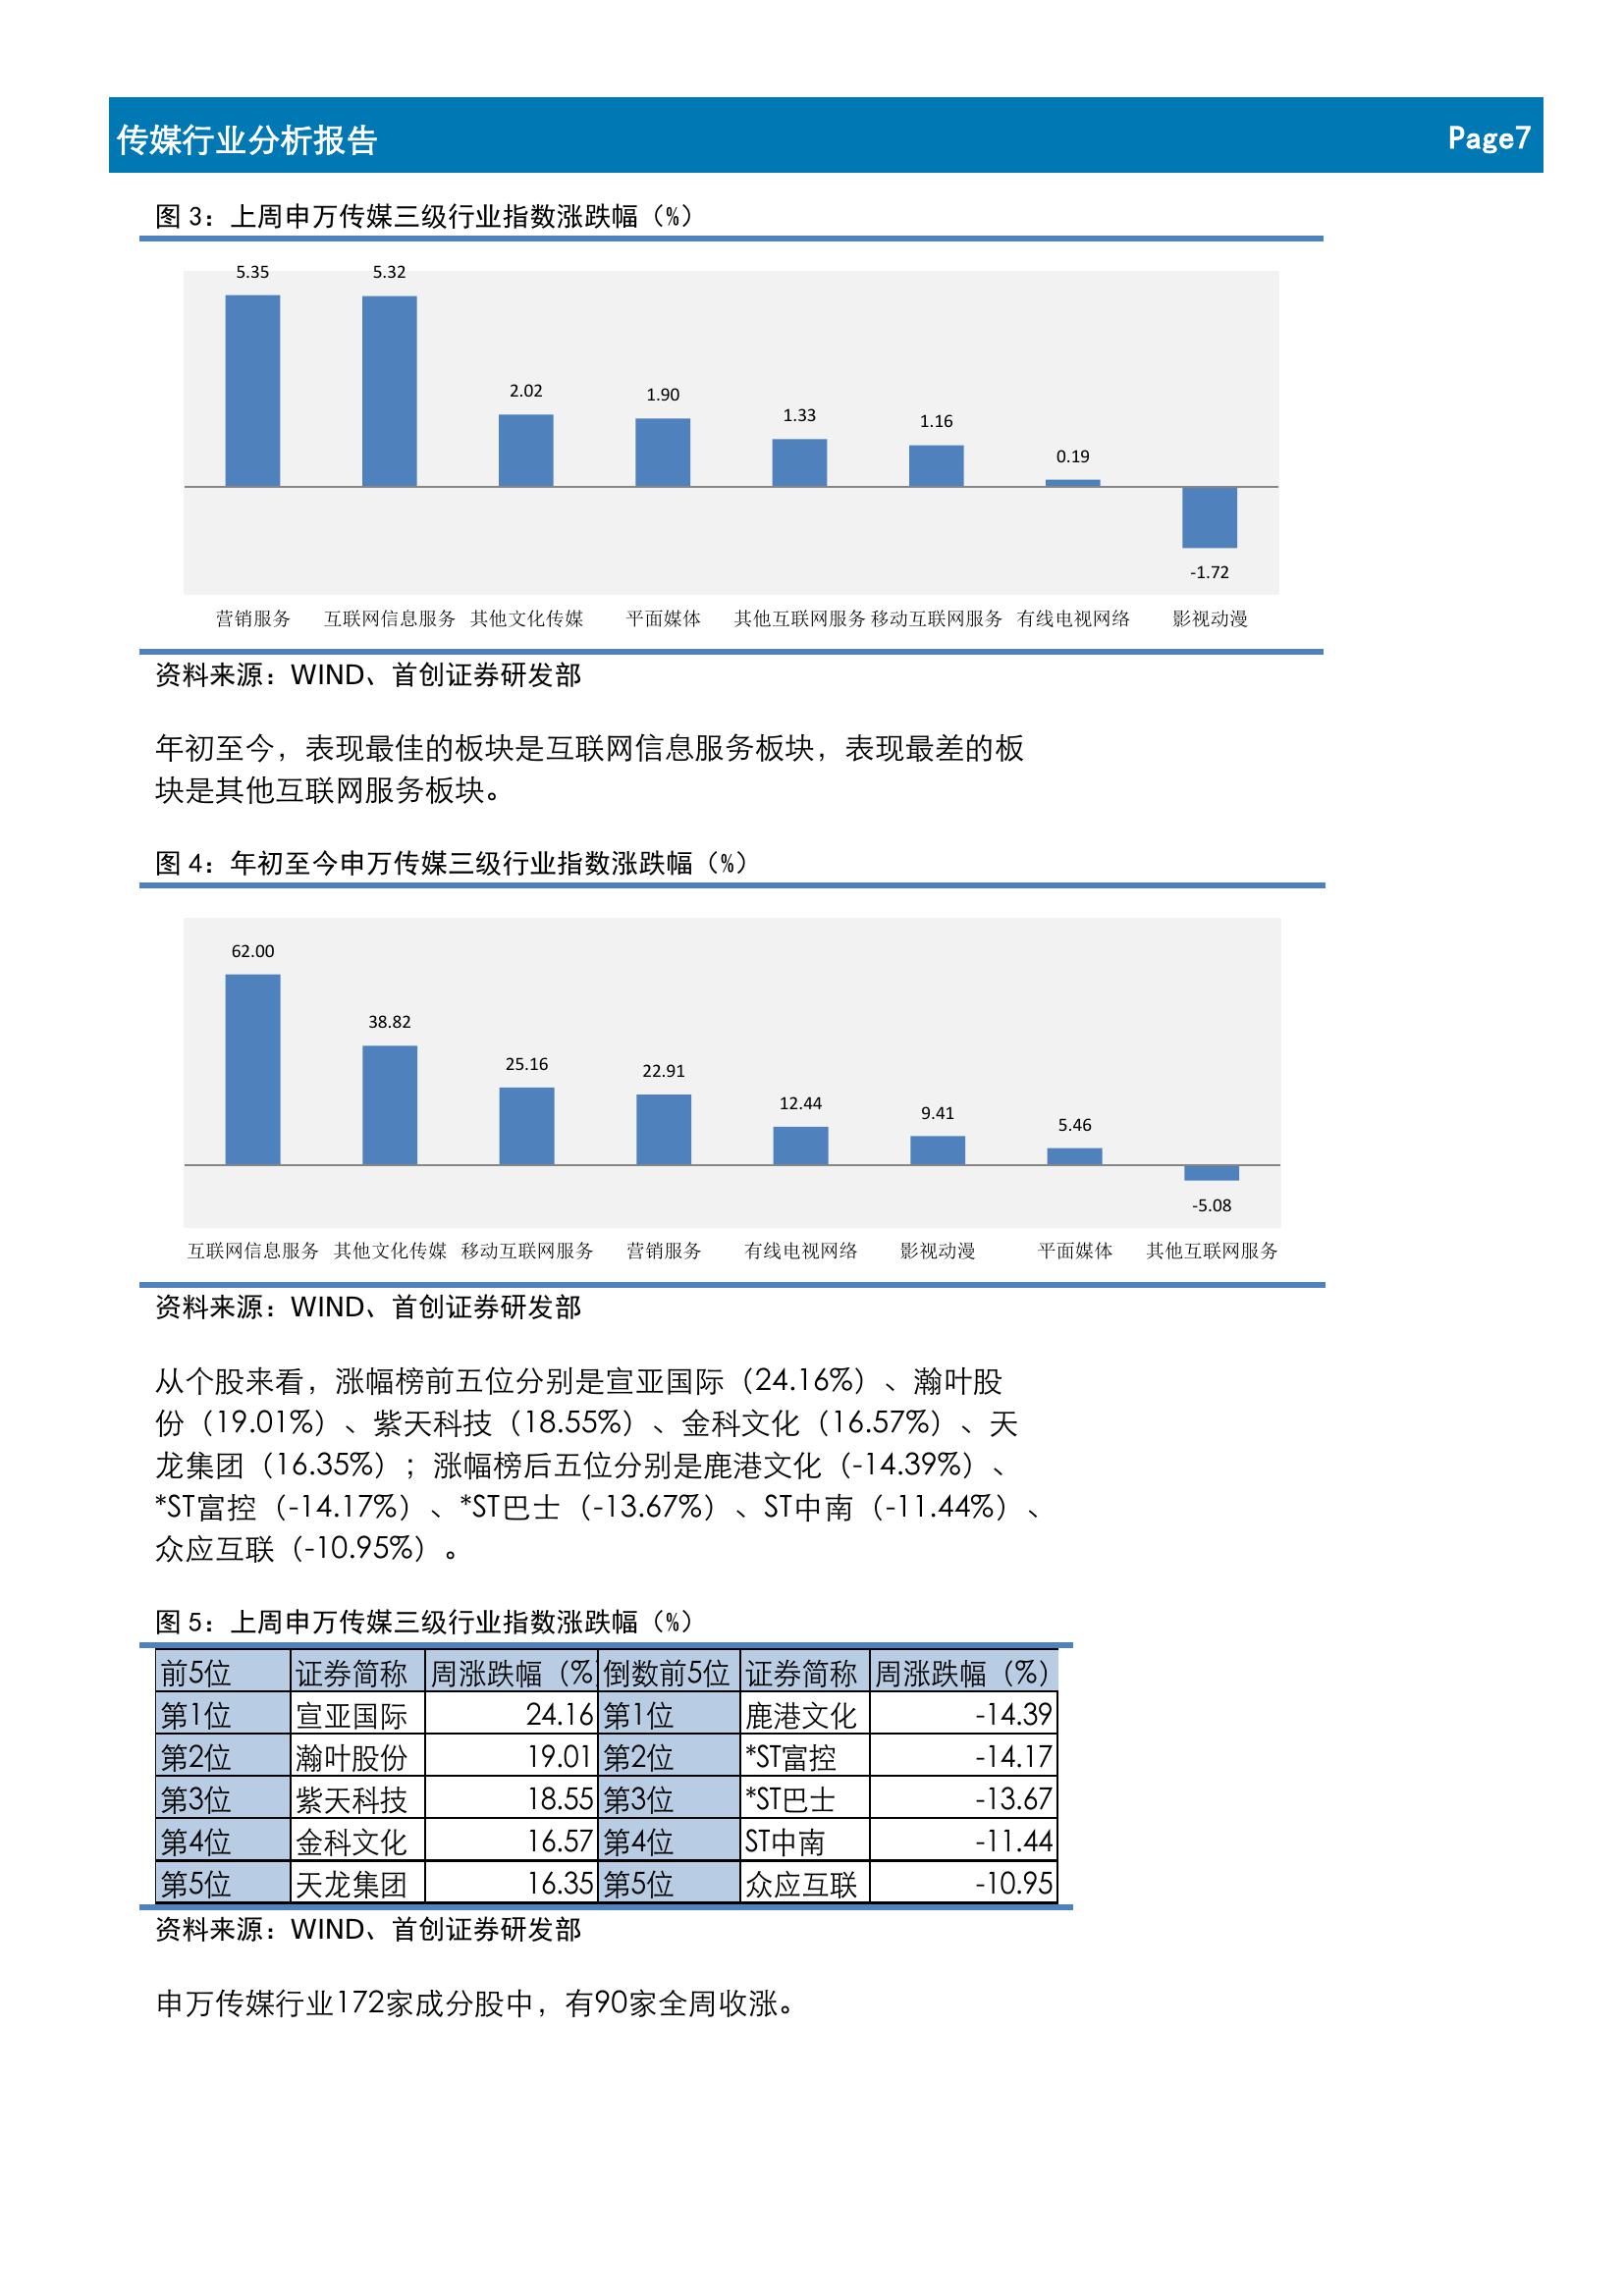 传媒行业分析报告 Page7
图 3：上周申万传媒三级行业指数涨跌幅（%）
5.35 5.32 2.02 1.90 1.33 1.16 0.19 -1.72
营销服务 互联网信息服务 其他文化传媒 平面媒体 其他互联网服务 移动互联网服务 有线电视网络 影视动漫
资料来源：WIND、首创证券研发部
年初至今，表现最佳的板块是互联网信息服务板块，表现最差的板
块是其他互联网服务板块。
图 4：年初至今申万传媒三级行业指数涨跌幅（%）
62.00 38.82 25.16 22.91 12.44 9.41 5.46 -5.08
互联网信息服务 其他文化传媒 移动互联网服务 营销服务 有线电视网络 影视动漫 平面媒体 其他互联网服务
资料来源：WIND、首创证券研发部
从个股来看，涨幅榜前五位分别是宣亚国际（24.16%）、瀚叶股
份（19.01%）、紫天科技（18.55%）、金科文化（16.57%）、天
龙集团（16.35%）；涨幅榜后五位分别是鹿港文化（-14.39%）、
*ST富控（-14.17%）、*ST巴士（-13.67%）、ST中南（-11.44%）、
众应互联（-10.95%）。
图 5：上周申万传媒三级行业指数涨跌幅（%）
前5位 证券简称 周涨跌幅（%） 倒数前5位 证券简称 周涨跌幅（%）
第1位 宣亚国际 24.16 第1位 鹿港文化 -14.39
第2位 瀚叶股份 19.01 第2位 *ST富控 -14.17
第3位 紫天科技 18.55 第3位 *ST巴士 -13.67
第4位 金科文化 16.57 第4位 ST中南 -11.44
第5位 天龙集团 16.35 第5位 众应互联 -10.95
资料来源：WIND、首创证券研发部
申万传媒行业172家成分股中，有90家全周收涨。